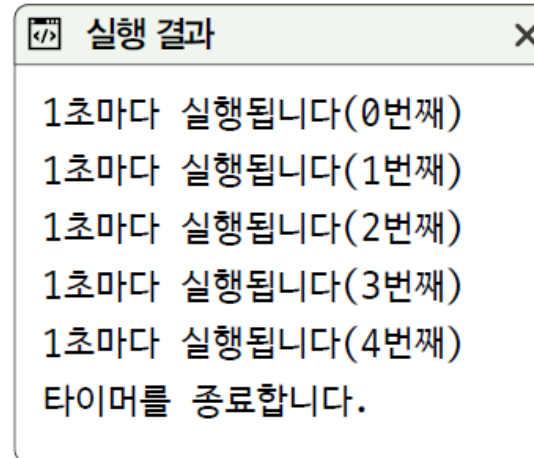 실행 결과
1초마다 실행됩니다(0번째)
1초마다 실행됩니다(1번째)
1초마다 실행됩니다(2번째)
1초마다 실행됩니다(3번째)
1초마다 실행됩니다(4번째)
타이머를 종료합니다.